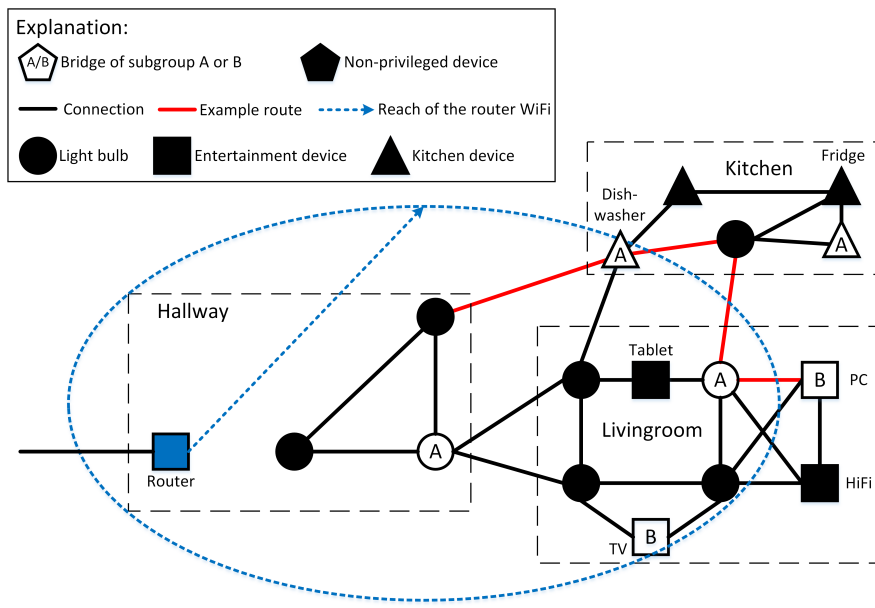 Explanation:
A/B Bridge of subgroup A or B
Non-privileged device
Connection
Example route
Reach of the router WiFi
Light bulb
Entertainment device
Kitchen device
Kitchen
Fridge
Dish-
washer
A
A
Hallway
Router
A
Tablet
A
B
PC
Livingroom
HiFi
TV
B